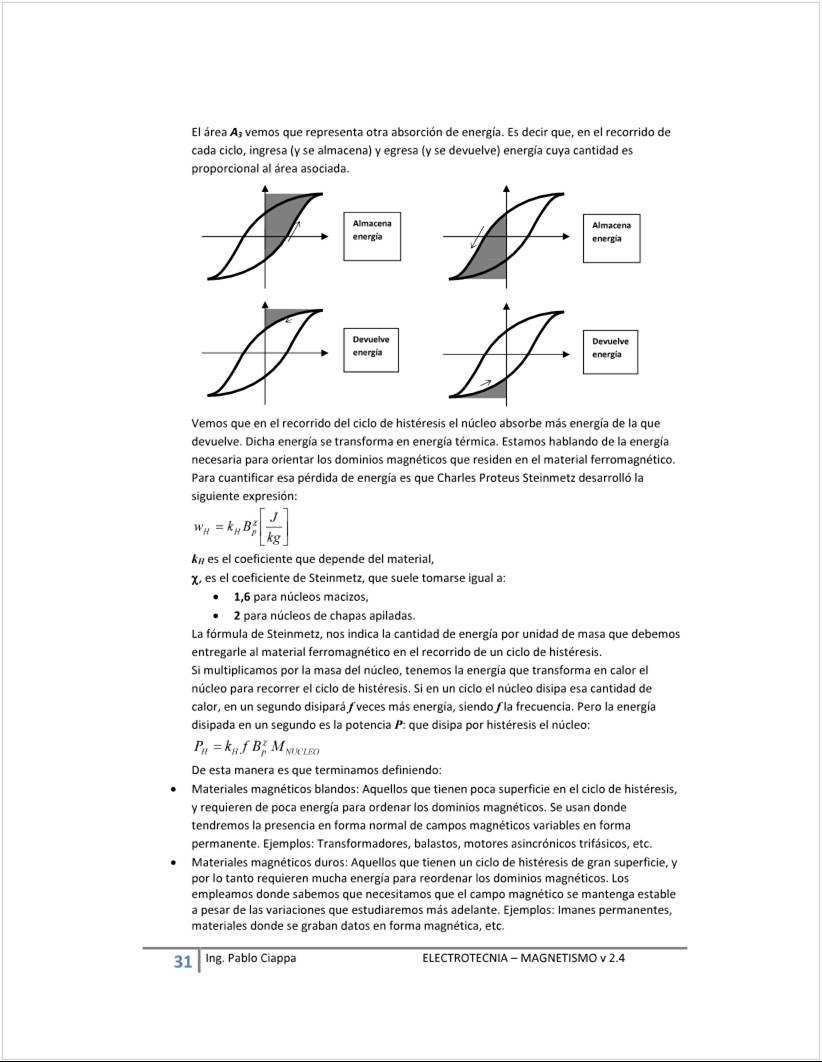 El área A₃ vemos que representa otra absorción de energía. Es decir que, en el recorrido de
cada ciclo, ingresa (y se almacena) y egresa (y se devuelve) energía cuya cantidad es
proporcional al área asociada.
Almacena
energía
Almacena
energía
Devuelve
energía
Devuelve
energía
Vemos que en el recorrido del ciclo de histéresis el núcleo absorbe más energía de la que
devuelve. Dicha energía se transforma en energía térmica. Estamos hablando de la energía
necesaria para orientar los dominios magnéticos que residen en el material ferromagnético.
Para cuantificar esa pérdida de energía es que Charles Proteus Steinmetz desarrolló la
siguiente expresión:
w_H = k_H B_p^χ [J/kg]
k_H es el coeficiente que depende del material,
χ, es el coeficiente de Steinmetz, que suele tomarse igual a:
• 1,6 para núcleos macizos,
• 2 para núcleos de chapas apiladas.
La fórmula de Steinmetz, nos indica la cantidad de energía por unidad de masa que debemos
entregarle al material ferromagnético en el recorrido de un ciclo de histéresis.
Si multiplicamos por la masa del núcleo, tenemos la energía que transforma en calor el
núcleo para recorrer el ciclo de histéresis. Si en un ciclo el núcleo disipa esa cantidad de
calor, en un segundo disipará f veces más energía, siendo f la frecuencia. Pero la energía
disipada en un segundo es la potencia P: que disipa por histéresis el núcleo:
P_H = k_H f B_p^χ M_NUCLEO
De esta manera es que terminamos definiendo:
• Materiales magnéticos blandos: Aquellos que tienen poca superficie en el ciclo de histéresis,
y requieren de poca energía para ordenar los dominios magnéticos. Se usan donde
tendremos la presencia en forma normal de campos magnéticos variables en forma
permanente. Ejemplos: Transformadores, balastos, motores asincrónicos trifásicos, etc.
• Materiales magnéticos duros: Aquellos que tienen un ciclo de histéresis de gran superficie, y
por lo tanto requieren mucha energía para reordenar los dominios magnéticos. Los
empleamos donde sabemos que necesitamos que el campo magnético se mantenga estable
a pesar de las variaciones que estudiaremos más adelante. Ejemplos: Imanes permanentes,
materiales donde se graban datos en forma magnética, etc.
31 Ing. Pablo Ciappa ELECTROTECNIA – MAGNETISMO v 2.4